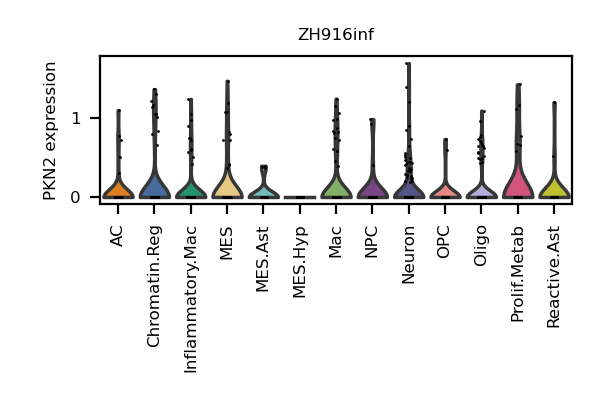 ZH916inf
PKN2 expression
1
0
AC
Chromatin.Reg
Inflammatory.Mac
MES
MES.Ast
MES.Hyp
Mac
NPC
Neuron
OPC
Oligo
Prolif.Metab
Reactive.Ast